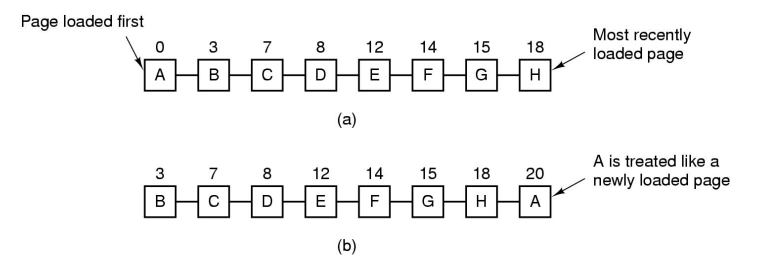 Page loaded first
Most recently
loaded page
0 3 7 8 12 14 15 18
A B C D E F G H
(a)
A is treated like a
newly loaded page
3 7 8 12 14 15 18 20
B C D E F G H A
(b)